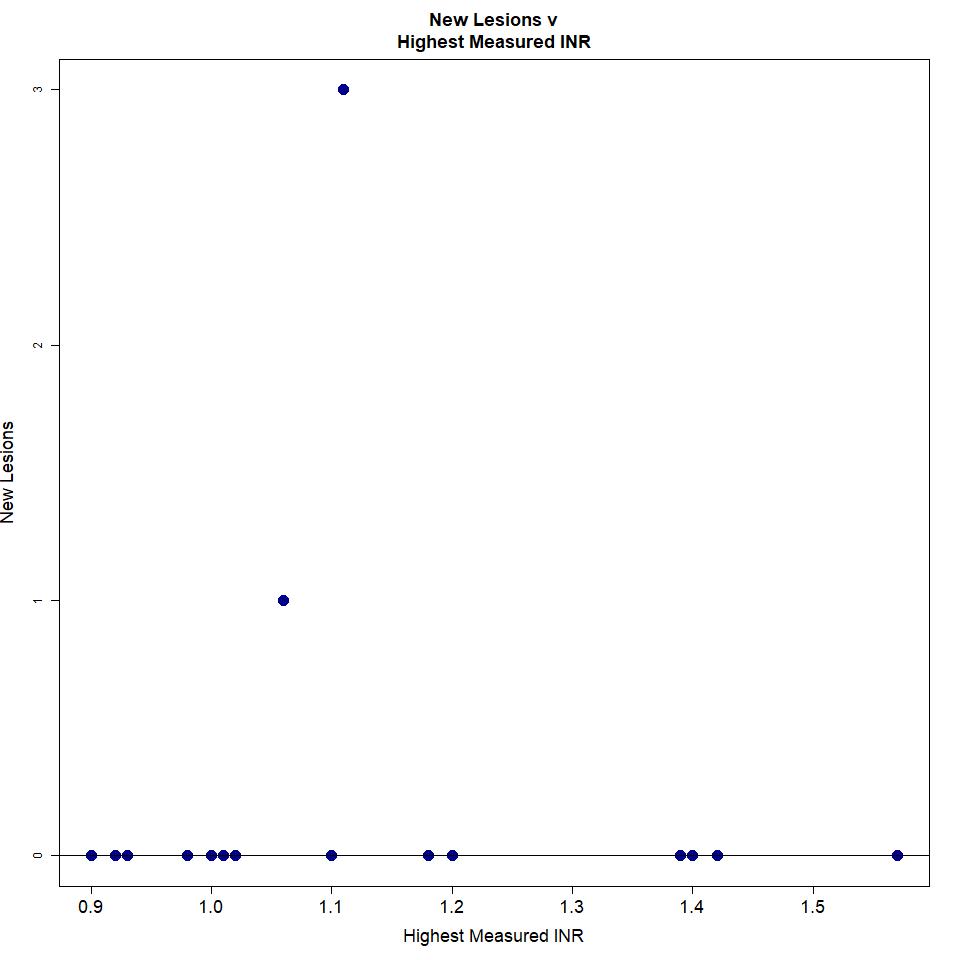 New Lesions v
Highest Measured INR
3
2
1
0
New Lesions
0.9 1.0 1.1 1.2 1.3 1.4 1.5
Highest Measured INR